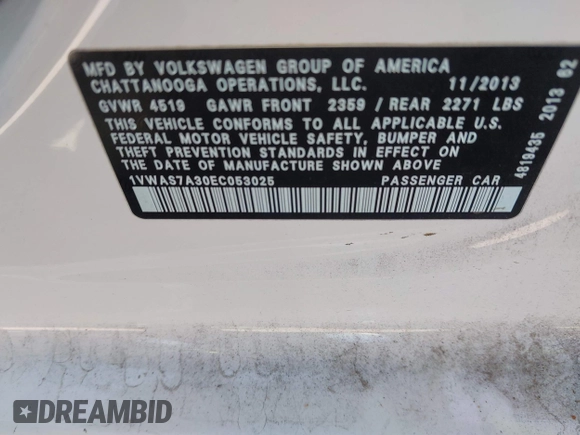 MFD BY VOLKSWAGEN GROUP OF AMERICA
CHATTANOOGA OPERATIONS, LLC. 11/2013
GVWR 4519 GAWR FRONT 2359 / REAR 2271 LBS
THIS VEHICLE CONFORMS TO ALL APPLICABLE U.S.
FEDERAL MOTOR VEHICLE SAFETY, BUMPER AND
THEFT PREVENTION STANDARDS IN EFFECT ON
THE DATE OF MANUFACTURE SHOWN ABOVE
1VWAS7A30EC053025 PASSENGER CAR
4819435 2013 62
DREAMBID